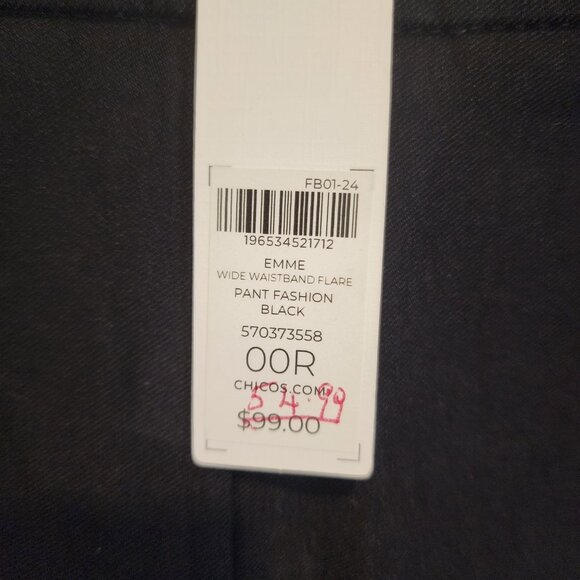 FB01-24
196534521712
EMME
WIDE WAISTBAND FLARE
PANT FASHION
BLACK
570373558
00R
CHICOS.COM
54.99
$99.00